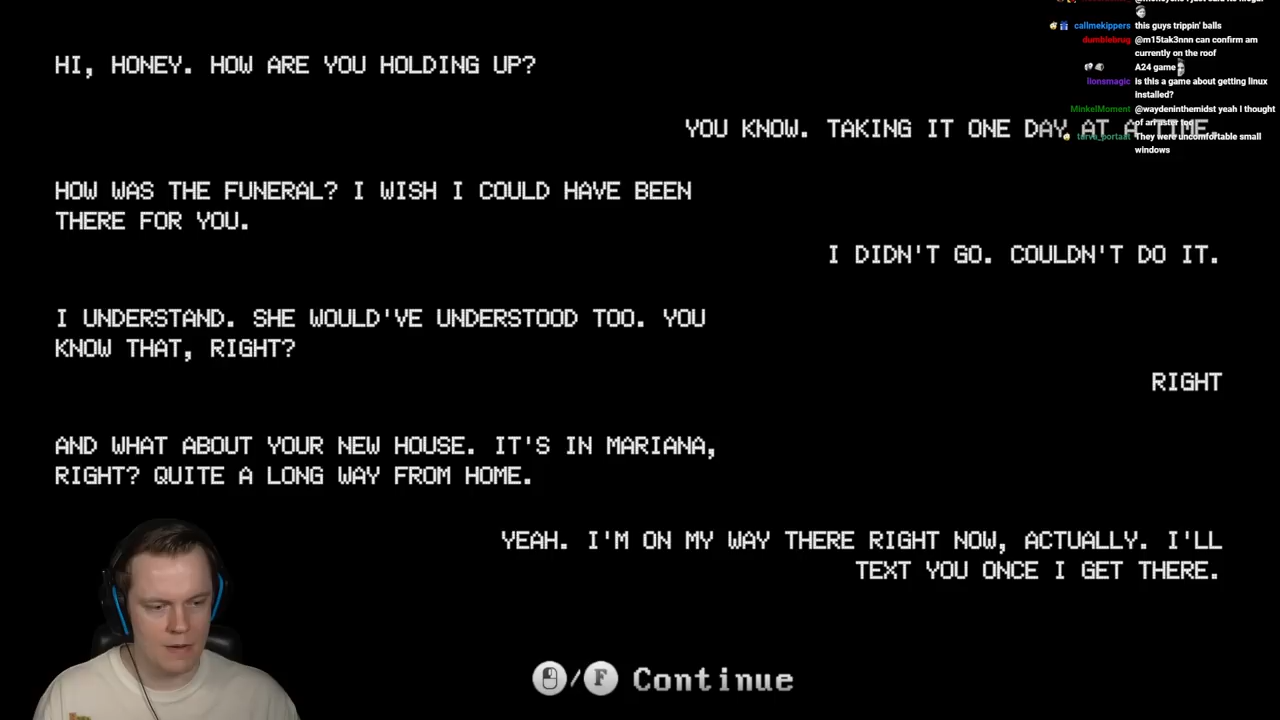 callmekippers this guys trippin' balls
dumblebrug @m15tak3nnn can confirm am
currently on the roof
A24 game
lionsmagic Is this a game about getting linux
installed?
MinkelMoment @waydeninthemidst yeah I thought
They were uncomfortable small
windows
HI, HONEY. HOW ARE YOU HOLDING UP?
YOU KNOW. TAKING IT ONE DAY AT A TIME.
HOW WAS THE FUNERAL? I WISH I COULD HAVE BEEN
THERE FOR YOU.
I DIDN'T GO. COULDN'T DO IT.
I UNDERSTAND. SHE WOULD'VE UNDERSTOOD TOO. YOU
KNOW THAT, RIGHT?
RIGHT
AND WHAT ABOUT YOUR NEW HOUSE. IT'S IN MARIANA,
RIGHT? QUITE A LONG WAY FROM HOME.
YEAH. I'M ON MY WAY THERE RIGHT NOW, ACTUALLY. I'LL
TEXT YOU ONCE I GET THERE.
/ F Continue